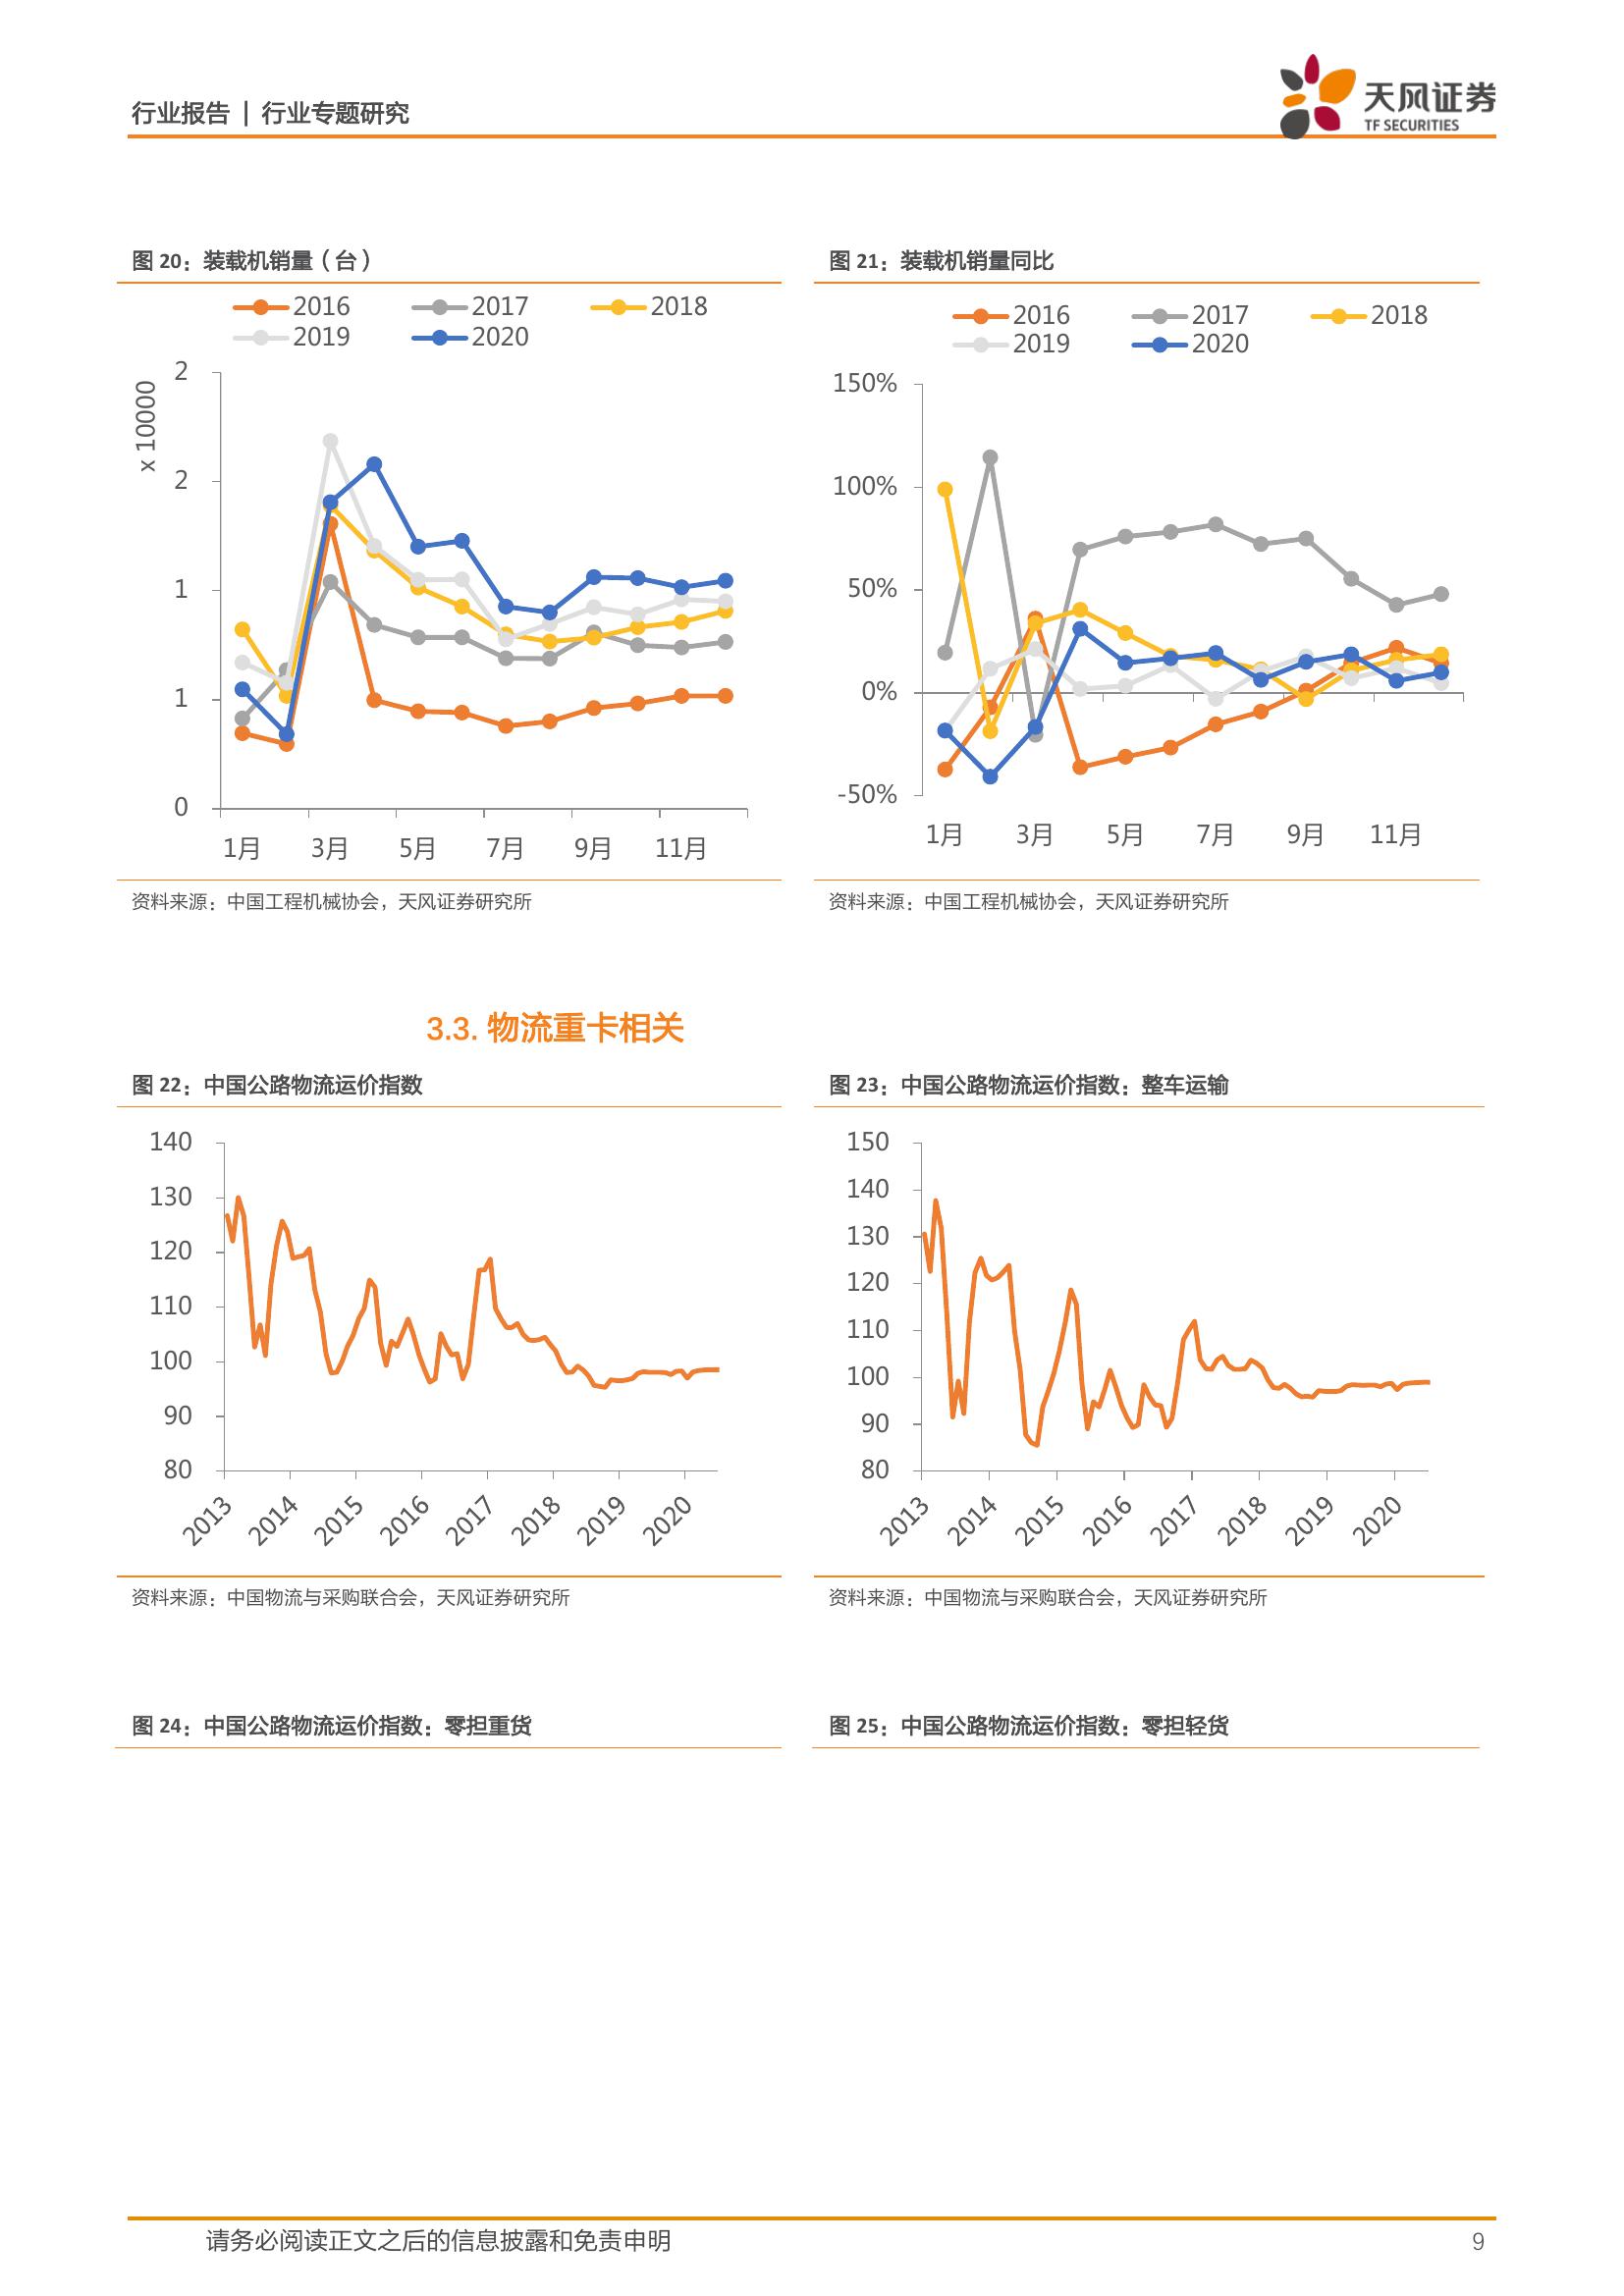 行业报告 | 行业专题研究
天风证券
TF SECURITIES
图 20：装载机销量（台）
2016 2017 2018
2019 2020
x 10000
2
2
1
1
0
1月 3月 5月 7月 9月 11月
资料来源：中国工程机械协会，天风证券研究所
图 21：装载机销量同比
2016 2017 2018
2019 2020
150%
100%
50%
0%
-50%
1月 3月 5月 7月 9月 11月
资料来源：中国工程机械协会，天风证券研究所
3.3. 物流重卡相关
图 22：中国公路物流运价指数
140
130
120
110
100
90
80
2013 2014 2015 2016 2017 2018 2019 2020
资料来源：中国物流与采购联合会，天风证券研究所
图 23：中国公路物流运价指数：整车运输
150
140
130
120
110
100
90
80
2013 2014 2015 2016 2017 2018 2019 2020
资料来源：中国物流与采购联合会，天风证券研究所
图 24：中国公路物流运价指数：零担重货
图 25：中国公路物流运价指数：零担轻货
请务必阅读正文之后的信息披露和免责申明
9